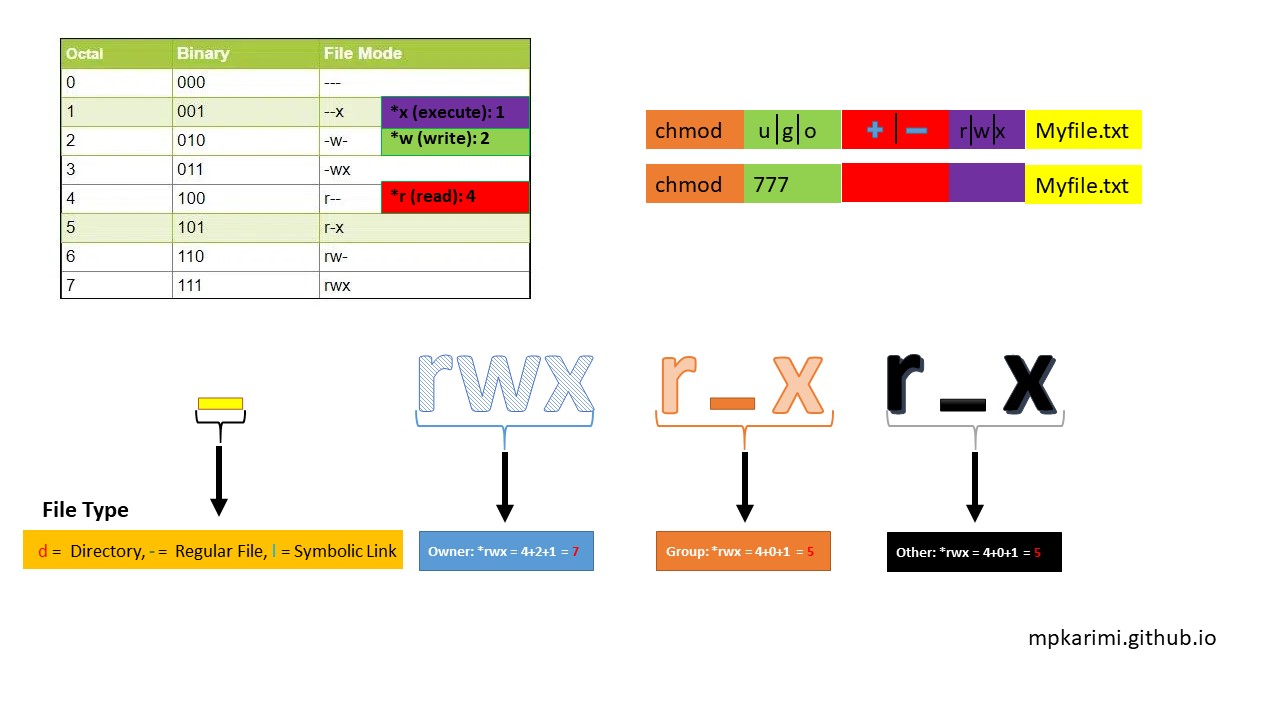 Octal Binary File Mode
0 000 ---
1 001 --x *x (execute): 1
2 010 -w- *w (write): 2
3 011 -wx
4 100 r-- *r (read): 4
5 101 r-x
6 110 rw-
7 111 rwx
chmod u|g|o + | − r|w|x Myfile.txt
chmod 777 Myfile.txt
– rwx r_x r_x
File Type
d = Directory, - = Regular File, l = Symbolic Link
Owner: *rwx = 4+2+1 = 7
Group: *rwx = 4+0+1 = 5
Other: *rwx = 4+0+1 = 5
mpkarimi.github.io